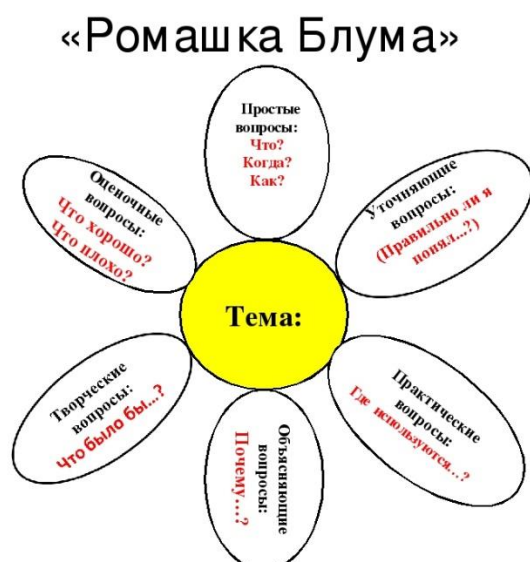 «Ромашка Блума»
Простые
вопросы:
Что?
Когда?
Как?
Уточняющие
вопросы:
(Правильно ли я
понял...?)
Практические
вопросы:
Где используются...?
Объясняющие
вопросы:
Почему...?
Творческие
вопросы:
Что было бы...?
Оценочные
вопросы:
Что хорошо?
Что плохо?
Тема: